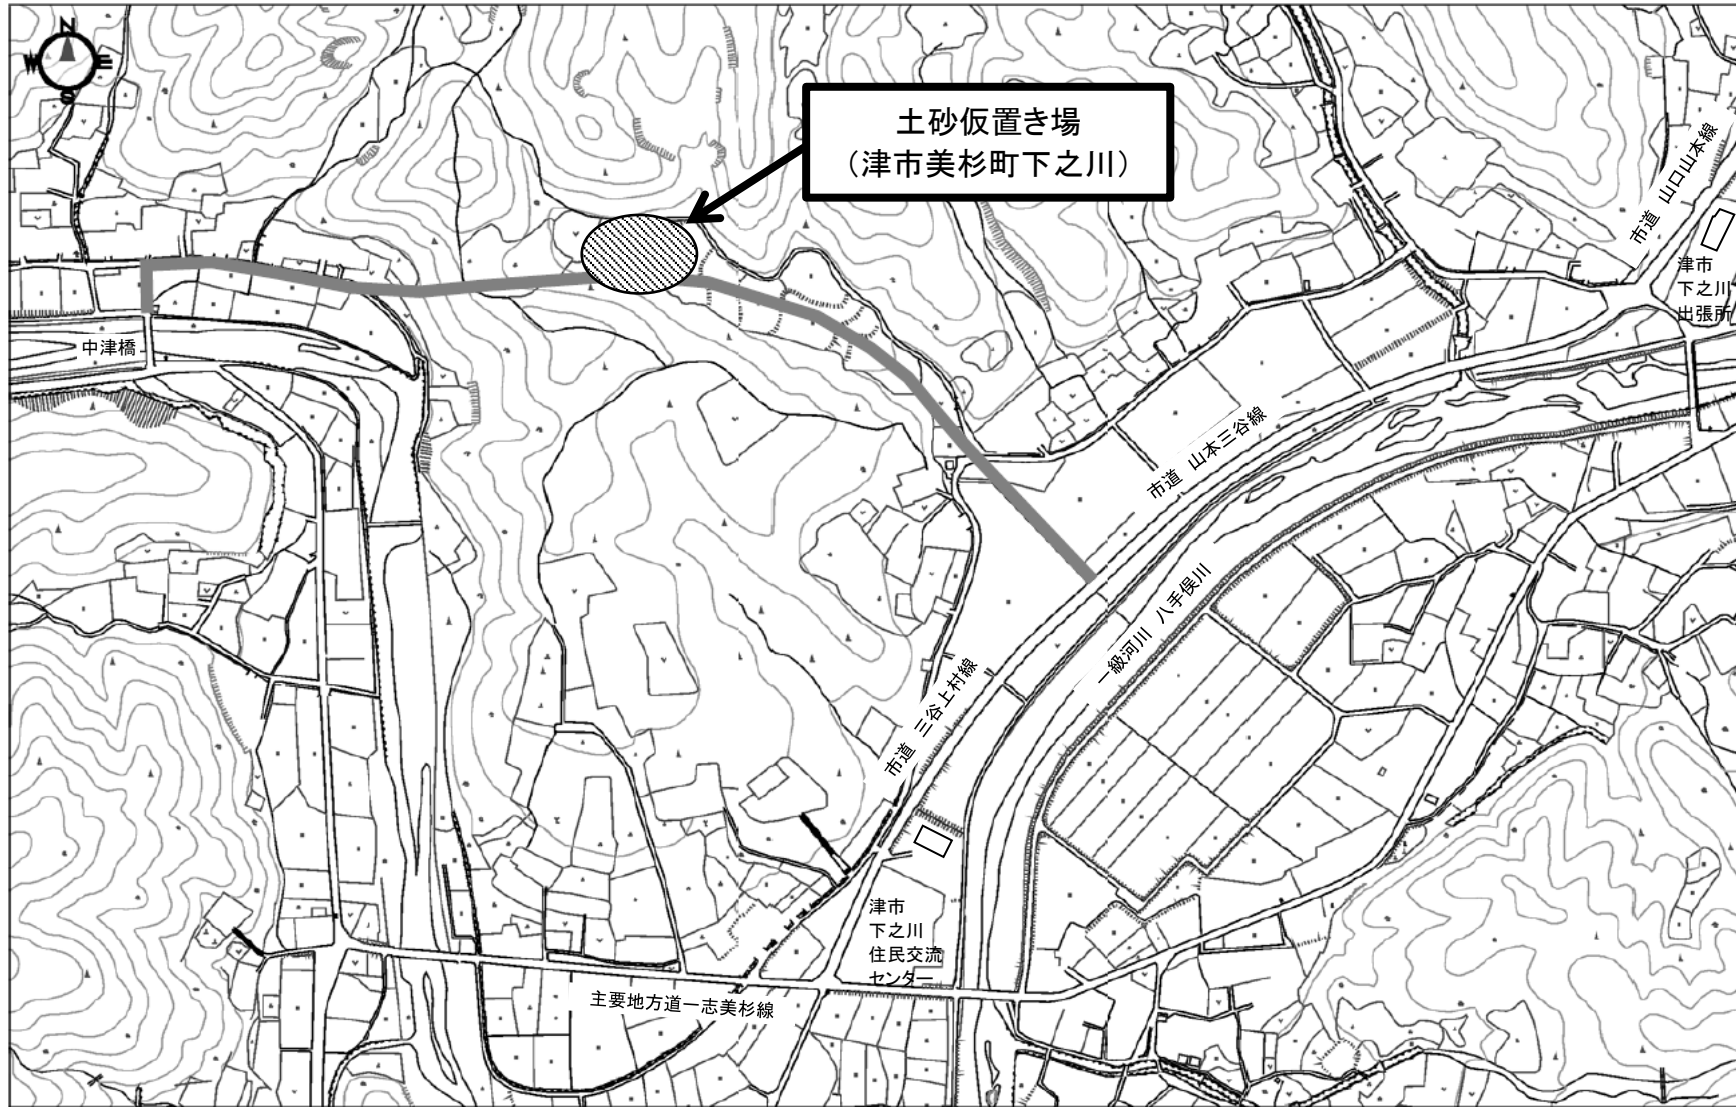 N
W
E
S
土砂仮置き場
（津市美杉町下之川）
市道 山口山本線
津市
下之川
出張所
中津橋
市道 山本三谷線
一級河川 八手俣川
市道 三谷上村線
津市
下之川
住民交流
センター
主要地方道一志美杉線